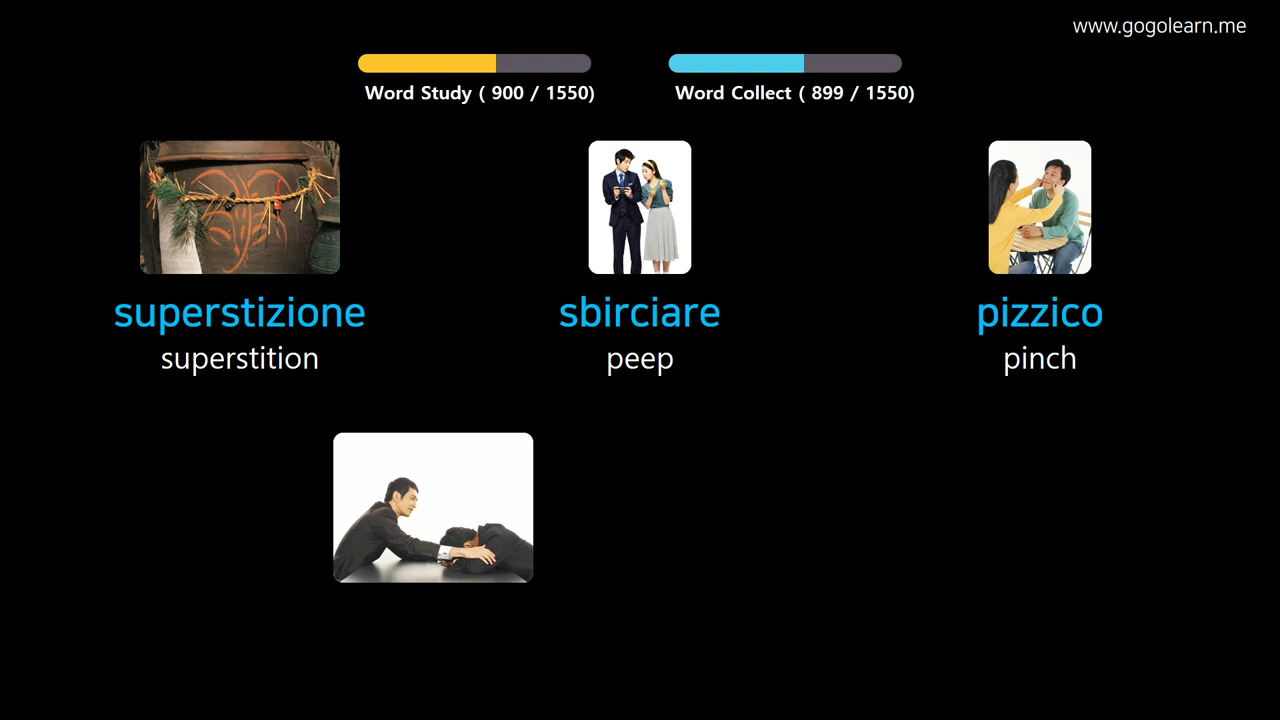 www.gogolearn.me
Word Study ( 900 / 1550)
Word Collect ( 899 / 1550)
superstizione
superstition
sbirciare
peep
pizzico
pinch